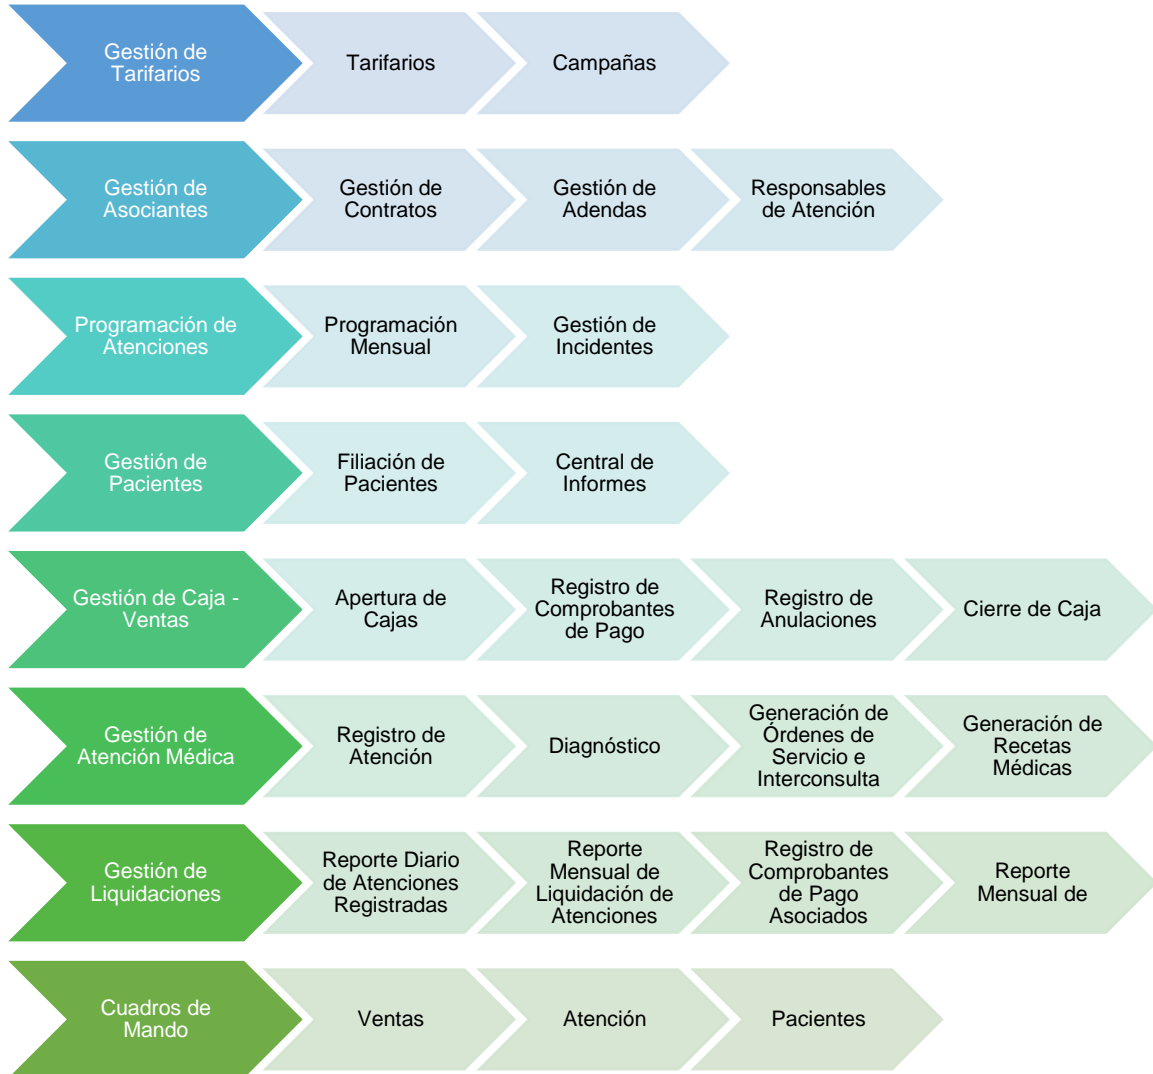 Gestión de
Tarifarios
Tarifarios
Campañas
Gestión de
Asociantes
Gestión de
Contratos
Gestión de
Adendas
Responsables
de Atención
Programación de
Atenciones
Programación
Mensual
Gestión de
Incidentes
Gestión de
Pacientes
Filiación de
Pacientes
Central de
Informes
Gestión de Caja -
Ventas
Apertura de
Cajas
Registro de
Comprobantes
de Pago
Registro de
Anulaciones
Cierre de Caja
Gestión de
Atención Médica
Registro de
Atención
Diagnóstico
Generación de
Órdenes de
Servicio e
Interconsulta
Generación de
Recetas
Médicas
Gestión de
Liquidaciones
Reporte Diario
de Atenciones
Registradas
Reporte
Mensual de
Liquidación de
Atenciones
Registro de
Comprobantes
de Pago
Asociados
Reporte
Mensual de
Cuadros de
Mando
Ventas
Atención
Pacientes